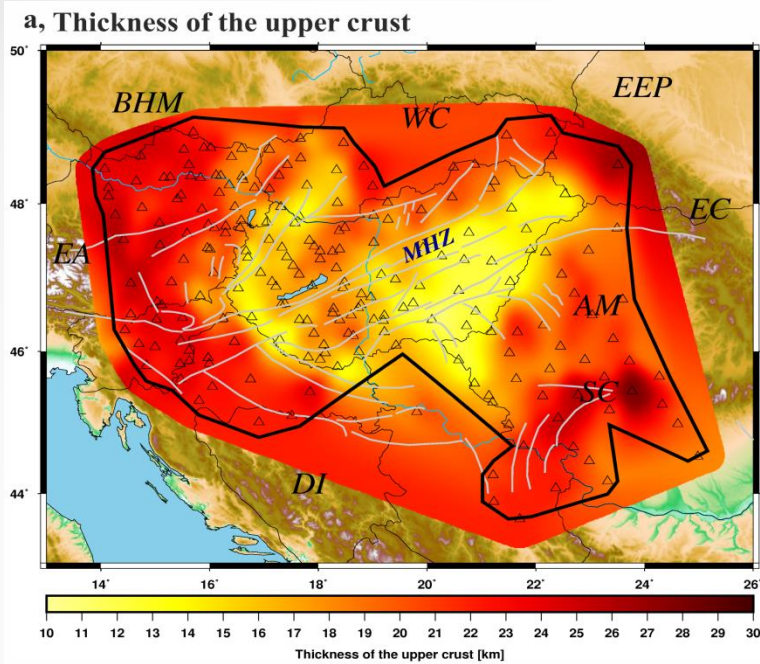 a, Thickness of the upper crust
50°
BHM
WC
EEP
48°
EC
EA
MHZ
AM
46°
SC
DI
44°
14° 16° 18° 20° 22° 24° 26°
10 11 12 13 14 15 16 17 18 19 20 21 22 23 24 25 26 27 28 29 30
Thickness of the upper crust [km]